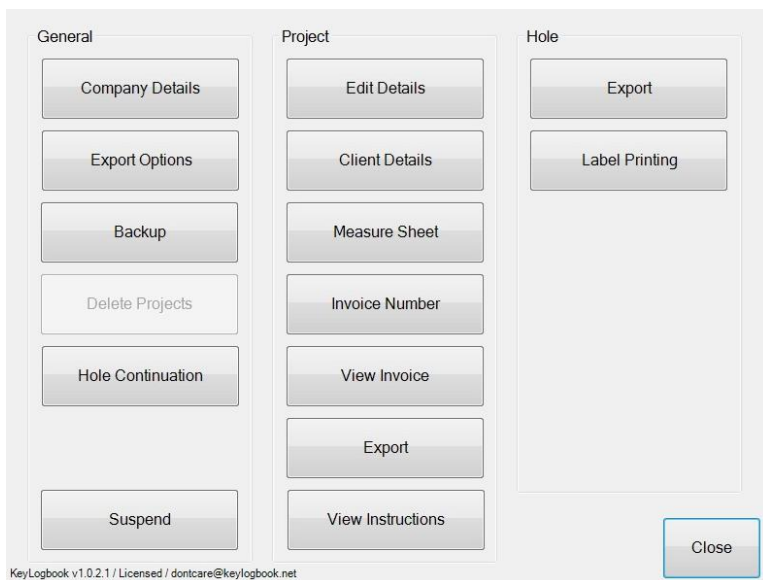 General
Company Details
Export Options
Backup
Delete Projects
Hole Continuation
Suspend
Project
Edit Details
Client Details
Measure Sheet
Invoice Number
View Invoice
Export
View Instructions
Hole
Export
Label Printing
Close
KeyLogbook v1.0.2.1 / Licensed / dontcare@keylogbook.net